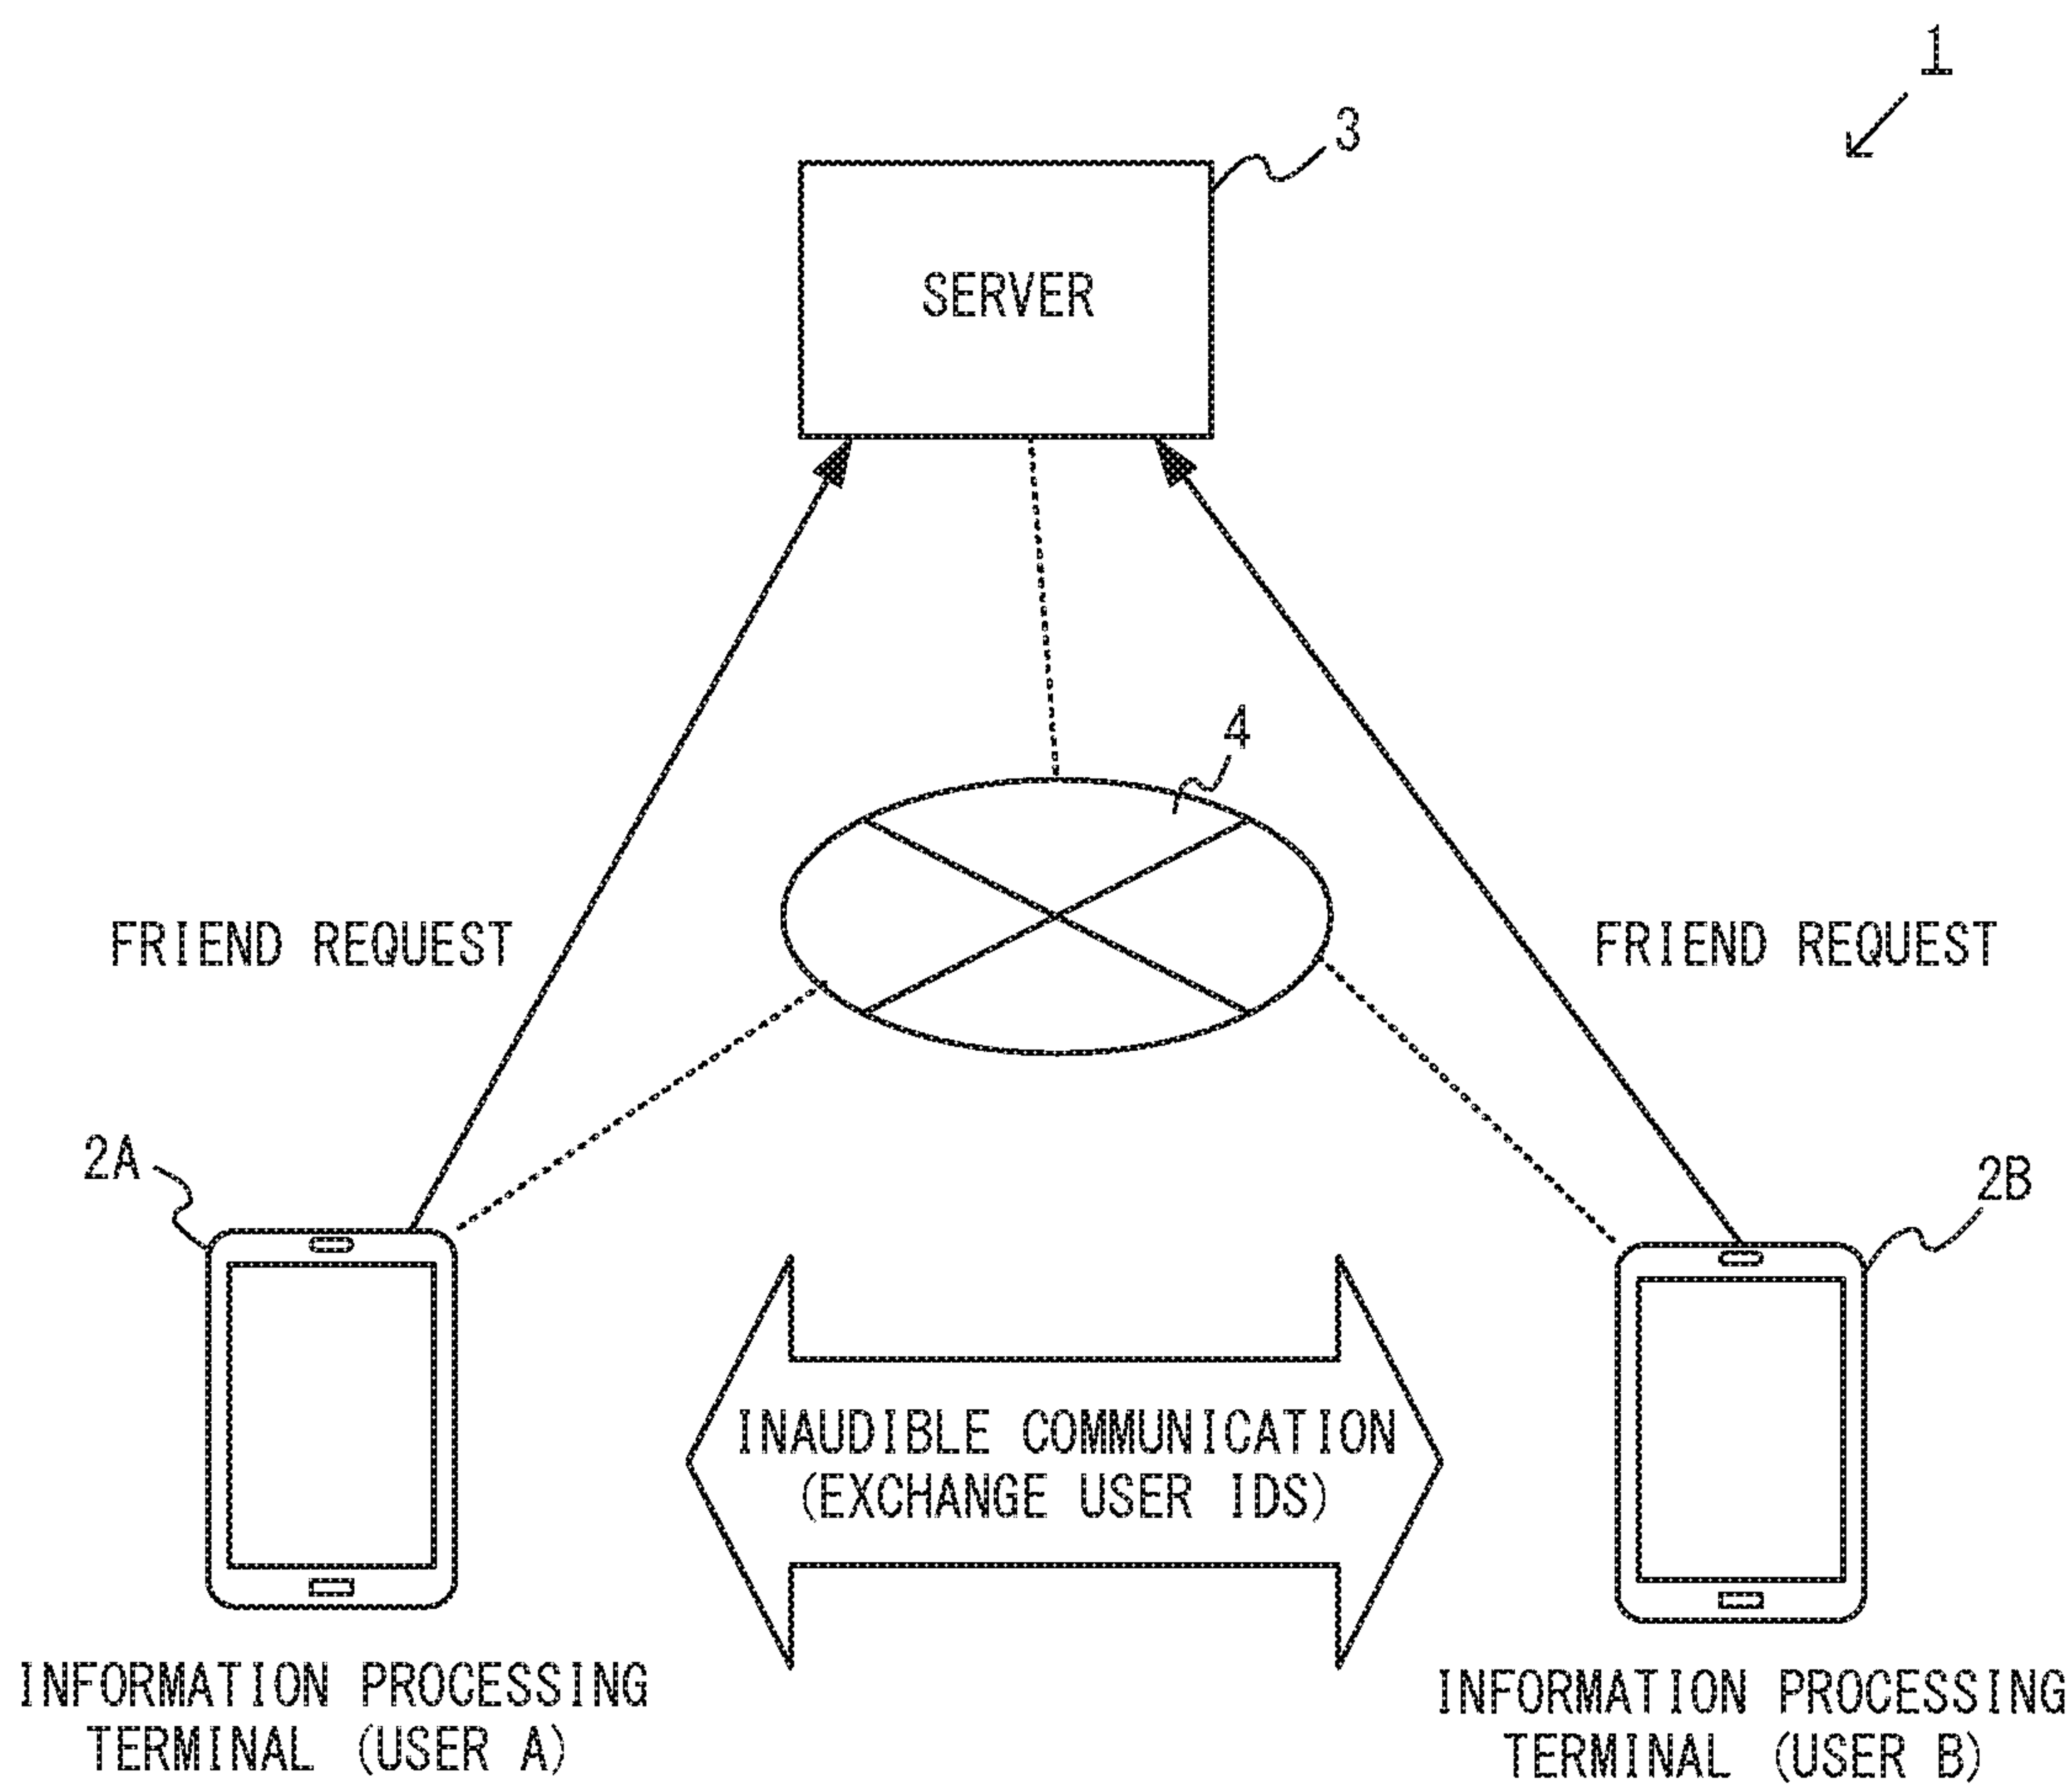 1
3
SERVER
4
FRIEND REQUEST
FRIEND REQUEST
2A
2B
INAUDIBLE COMMUNICATION
(EXCHANGE USER IDS)
INFORMATION PROCESSING
TERMINAL (USER A)
INFORMATION PROCESSING
TERMINAL (USER B)